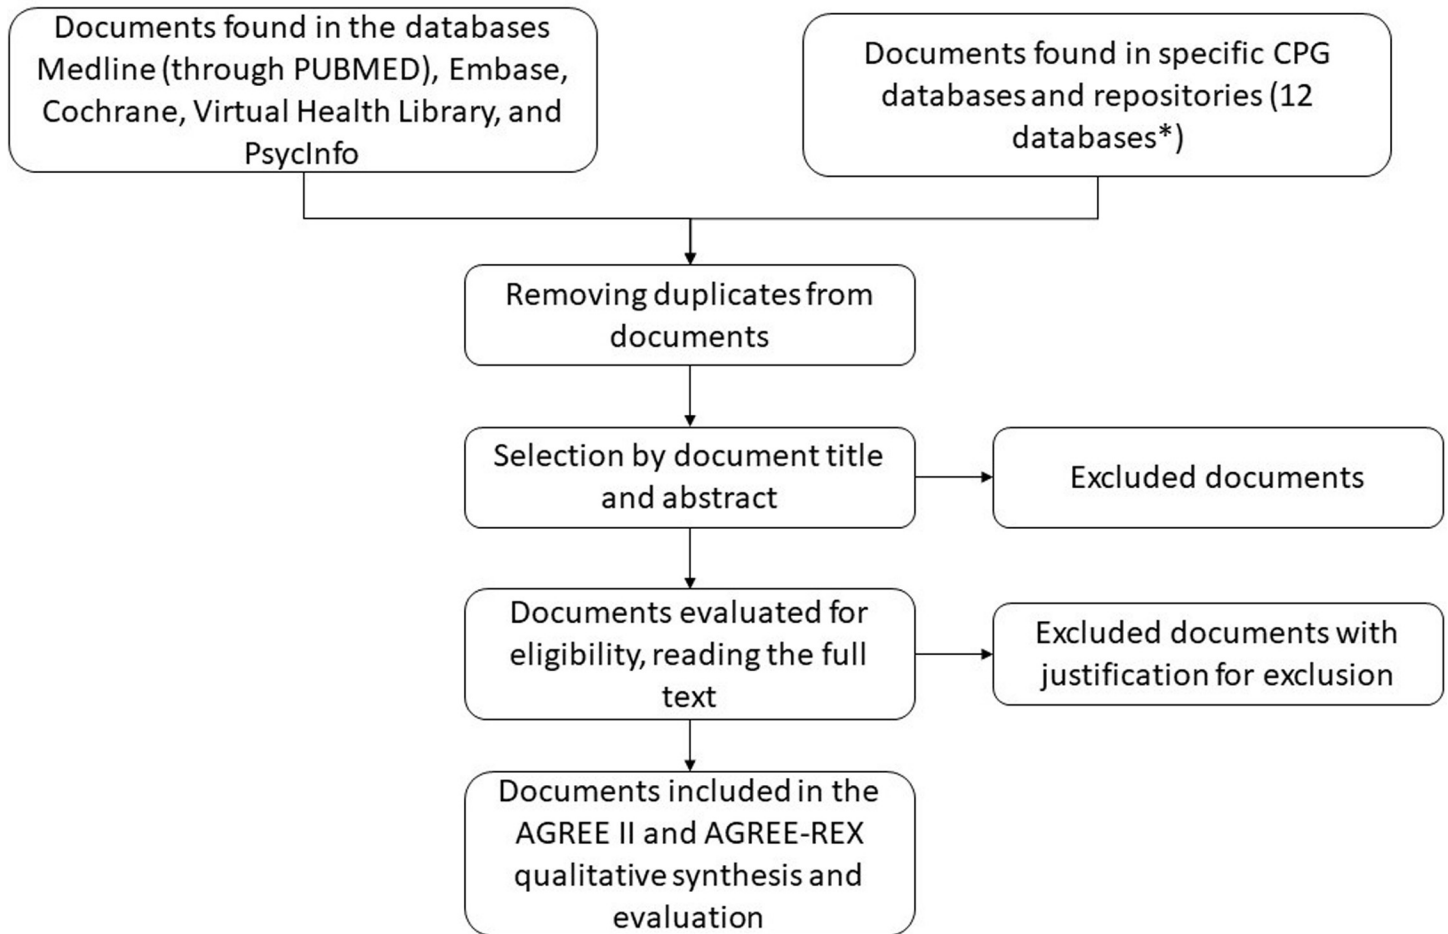 Documents found in the databases
Medline (through PUBMED), Embase,
Cochrane, Virtual Health Library, and
PsycInfo
Documents found in specific CPG
databases and repositories (12
databases*)
Removing duplicates from
documents
Selection by document title
and abstract
Excluded documents
Documents evaluated for
eligibility, reading the full
text
Excluded documents with
justification for exclusion
Documents included in the
AGREE II and AGREE-REX
qualitative synthesis and
evaluation